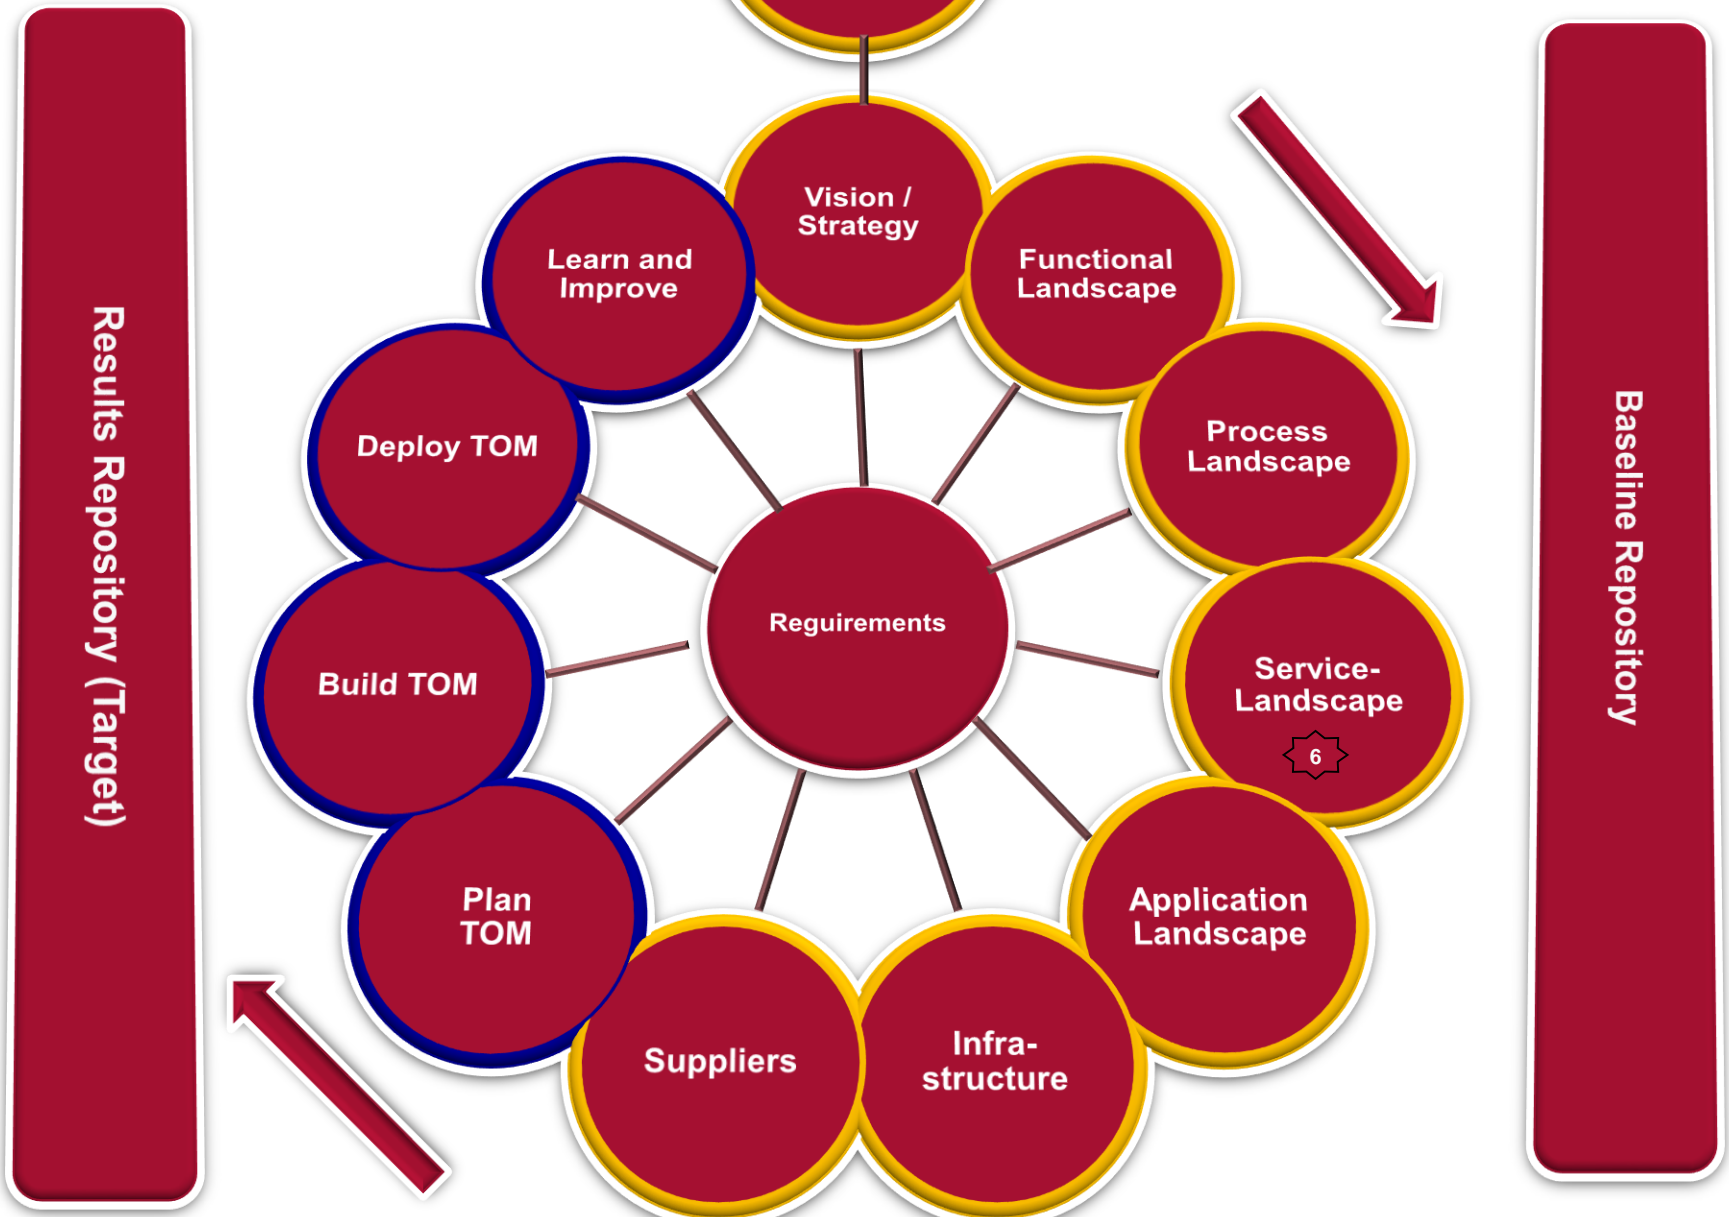 Vision /
Strategy
Functional
Landscape
Process
Landscape
Service-
Landscape
6
Application
Landscape
Infra-
structure
Suppliers
Plan
TOM
Build TOM
Deploy TOM
Learn and
Improve
Reguirements
Results Repository (Target)
Baseline Repository